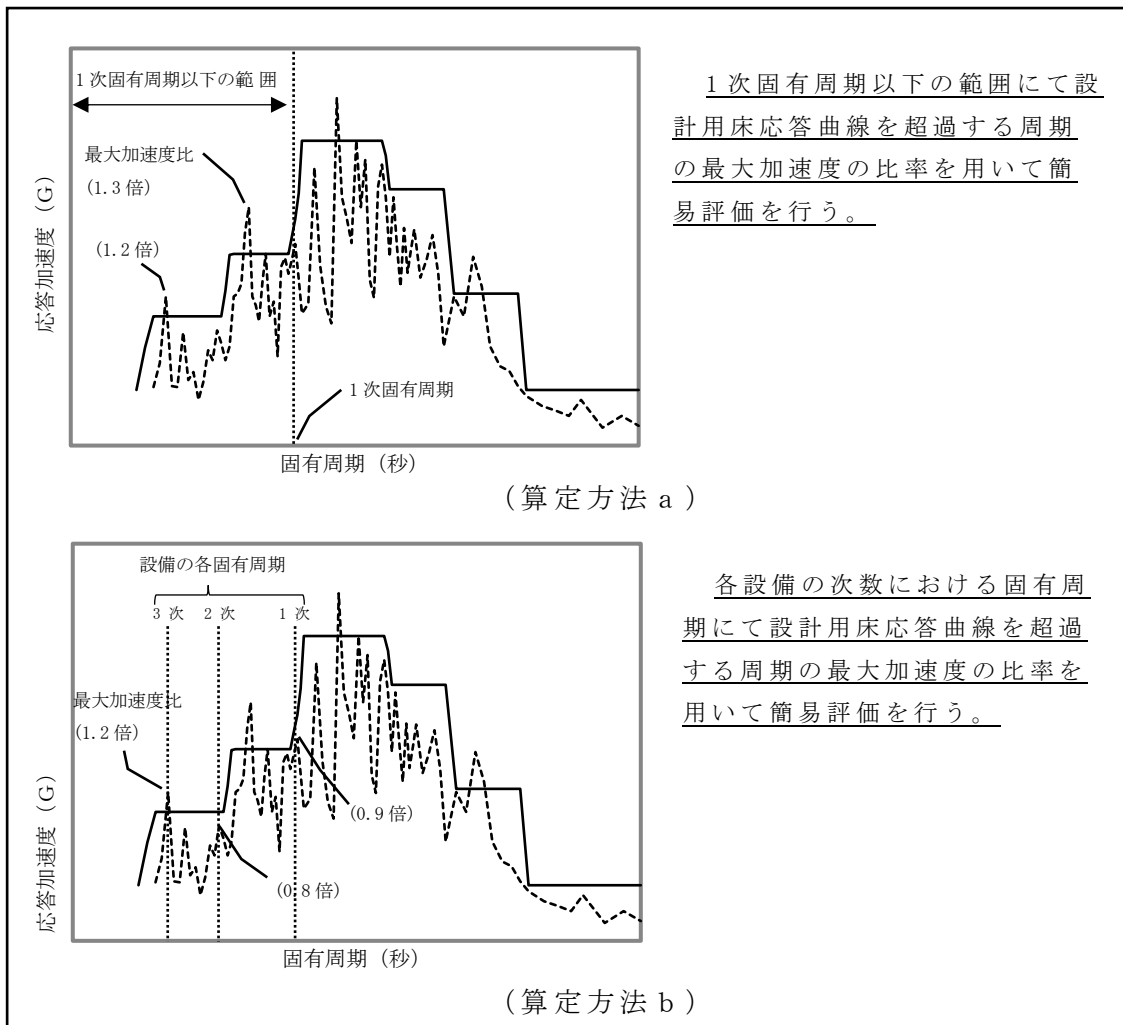 1次固有周期以下の範囲
最大加速度比
(1.3倍)
(1.2倍)
応答加速度（G）
1次固有周期
固有周期（秒）
1次固有周期以下の範囲にて設
計用床応答曲線を超過する周期
の最大加速度の比率を用いて簡
易評価を行う。
（算定方法a）
設備の各固有周期
3次 2次 1次
最大加速度比
(1.2倍)
(0.9倍)
(0.8倍)
応答加速度（G）
固有周期（秒）
各設備の次数における固有周
期にて設計用床応答曲線を超過
する周期の最大加速度の比率を
用いて簡易評価を行う。
（算定方法b）